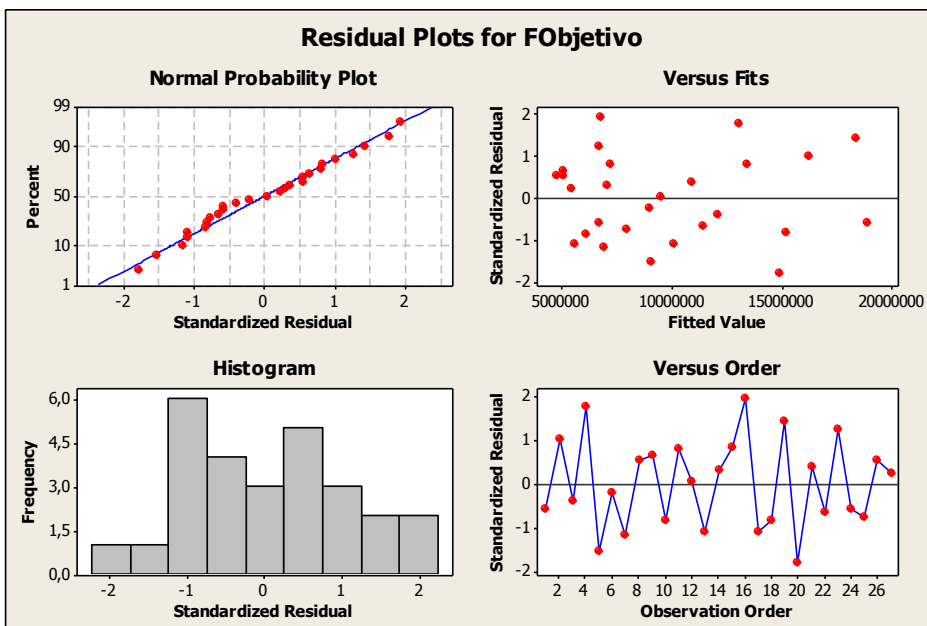 Residual Plots for FObjetivo
Normal Probability Plot
99
90
50
10
1
Percent
-2 -1 0 1 2
Standardized Residual
Versus Fits
2
1
0
-1
-2
Standardized Residual
5000000 10000000 15000000 20000000
Fitted Value
Histogram
6,0
4,5
3,0
1,5
0,0
Frequency
-2 -1 0 1 2
Standardized Residual
Versus Order
2
1
0
-1
-2
Standardized Residual
2 4 6 8 10 12 14 16 18 20 22 24 26
Observation Order